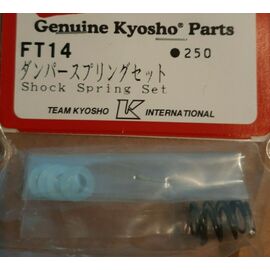 Genuine Kyosho® Parts
FT14 ●250
ダンパースプリングセット
Shock Spring Set
TEAM KYOSHO K INTERNATIONAL